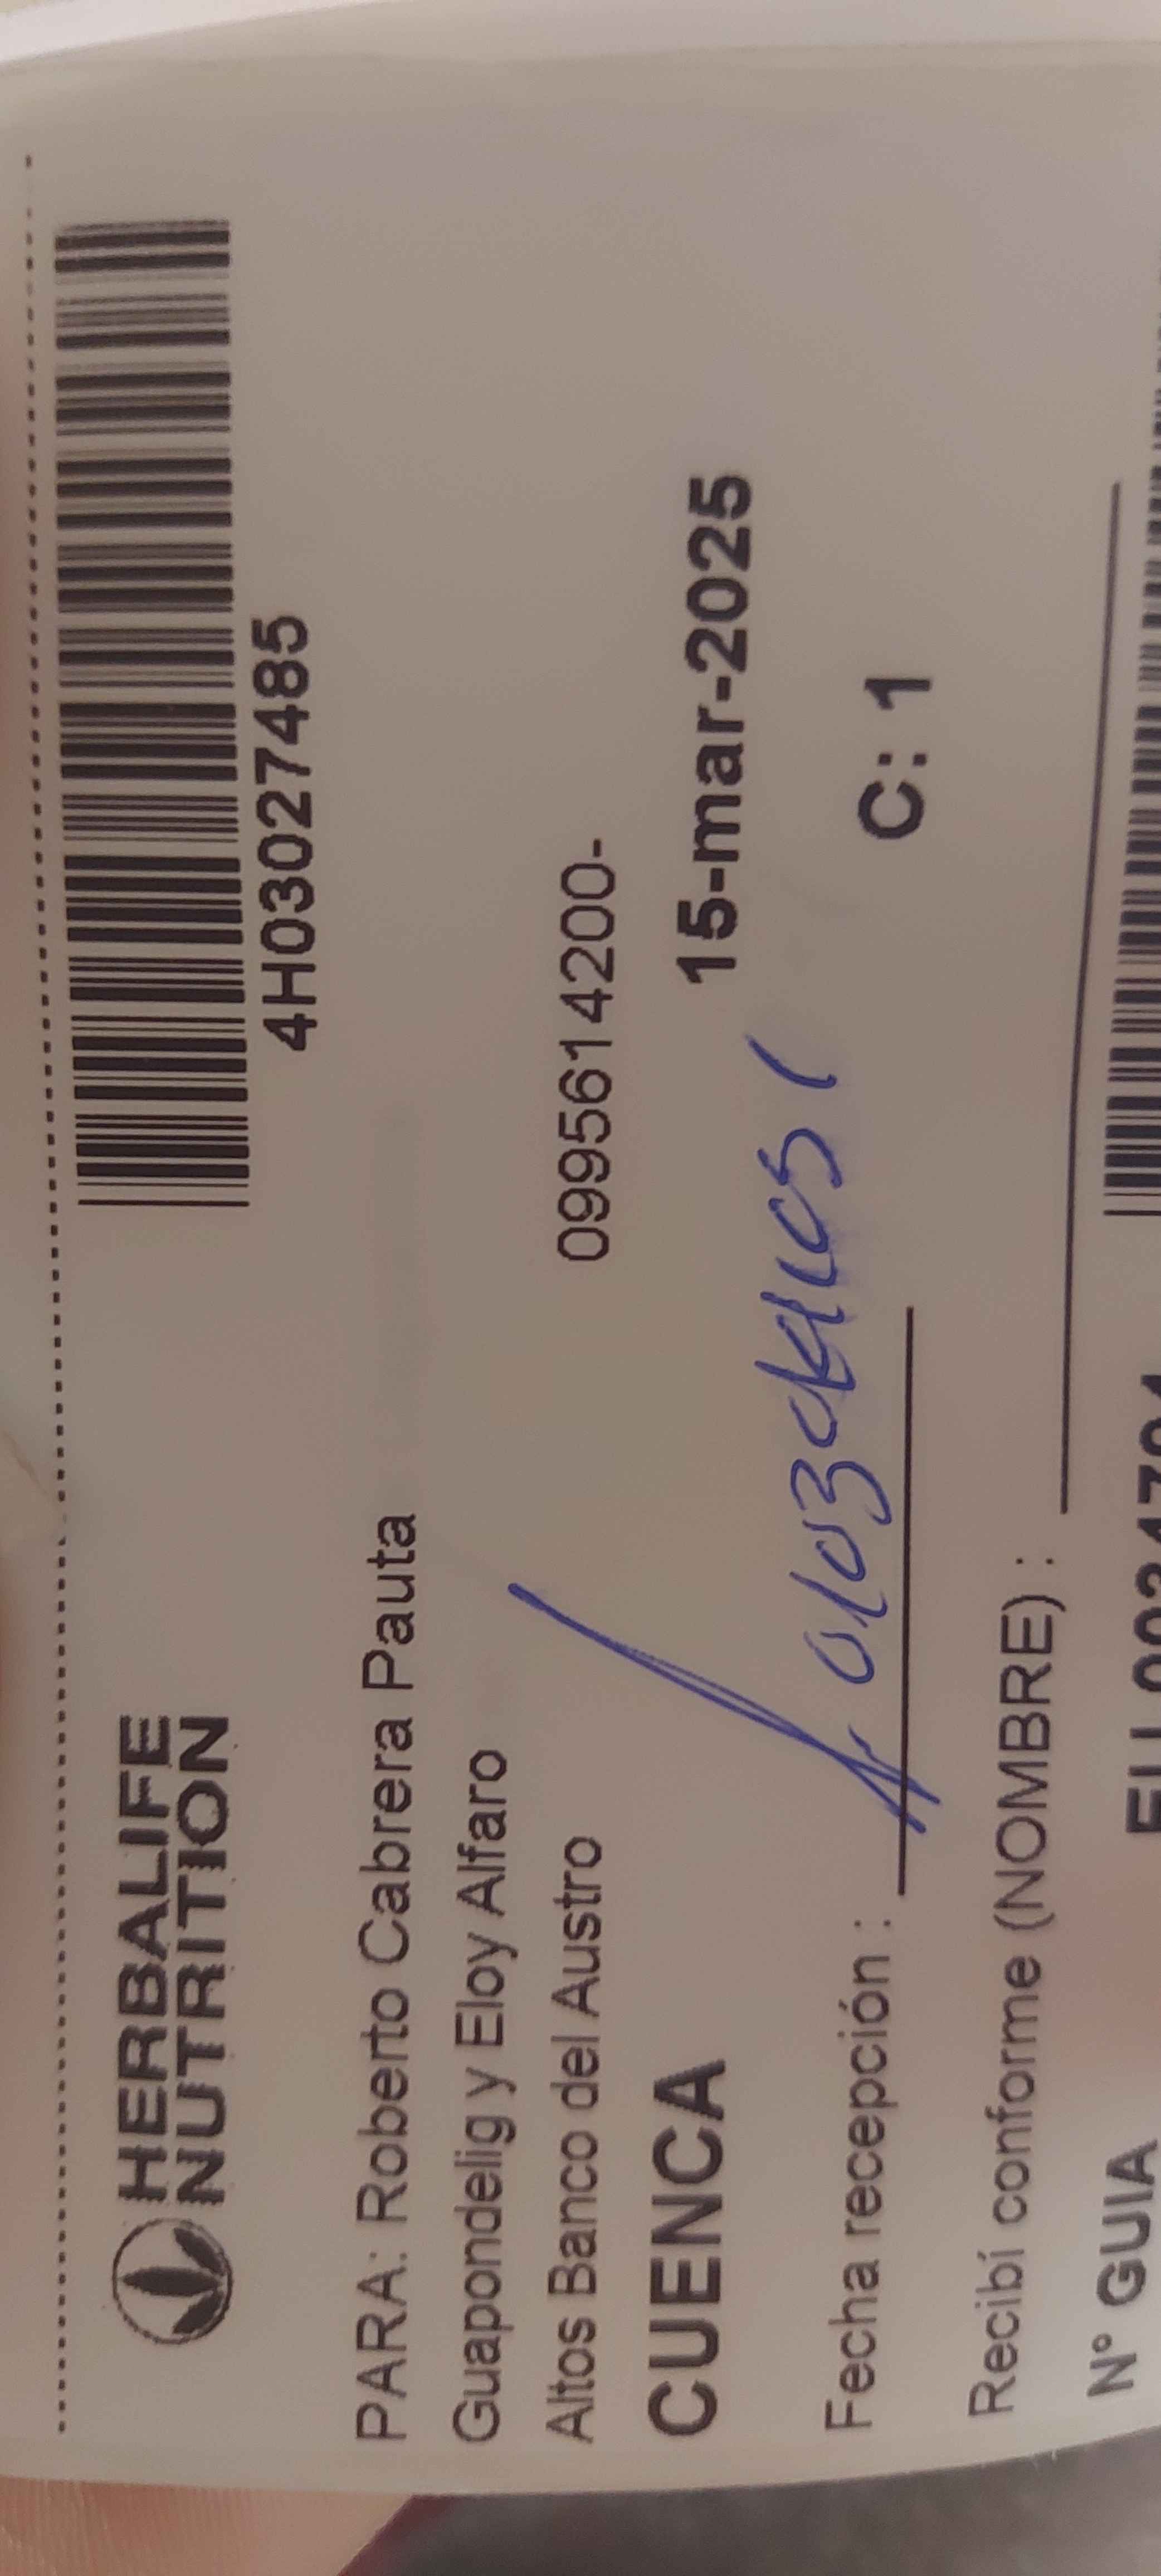 HERBALIFE
NUTRITION
4H03027485
PARA: Roberto Cabrera Pauta
Guapondelig y Eloy Alfaro
Altos Banco del Austro
0995614200-
CUENCA
15-mar-2025
Fecha recepción :
C: 1
Recibí conforme (NOMBRE) :
N° GUIA